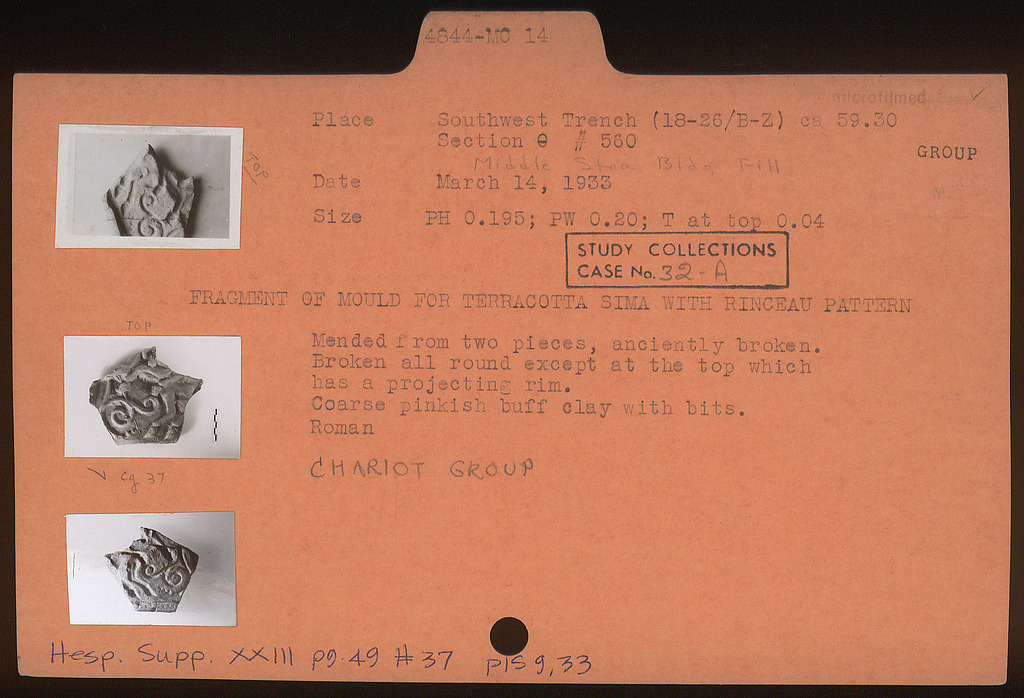 4844-MC 14
microfilmed ✓
Place Southwest Trench (18-26/B-Z) ca 59.30
Section Θ # 560
GROUP
Middle Stoa Bldg Fill
TOP
Date March 14, 1933
Size PH 0.195; PW 0.20; T at top 0.04
STUDY COLLECTIONS
CASE No. 32-A
FRAGMENT OF MOULD FOR TERRACOTTA SIMA WITH RINCEAU PATTERN
TOP
Mended from two pieces, anciently broken.
Broken all round except at the top which
has a projecting rim.
Coarse pinkish buff clay with bits.
Roman
CHARIOT GROUP
✓ cg 37
Hesp. Supp. XXIII pg. 49 # 37 pls 9, 33